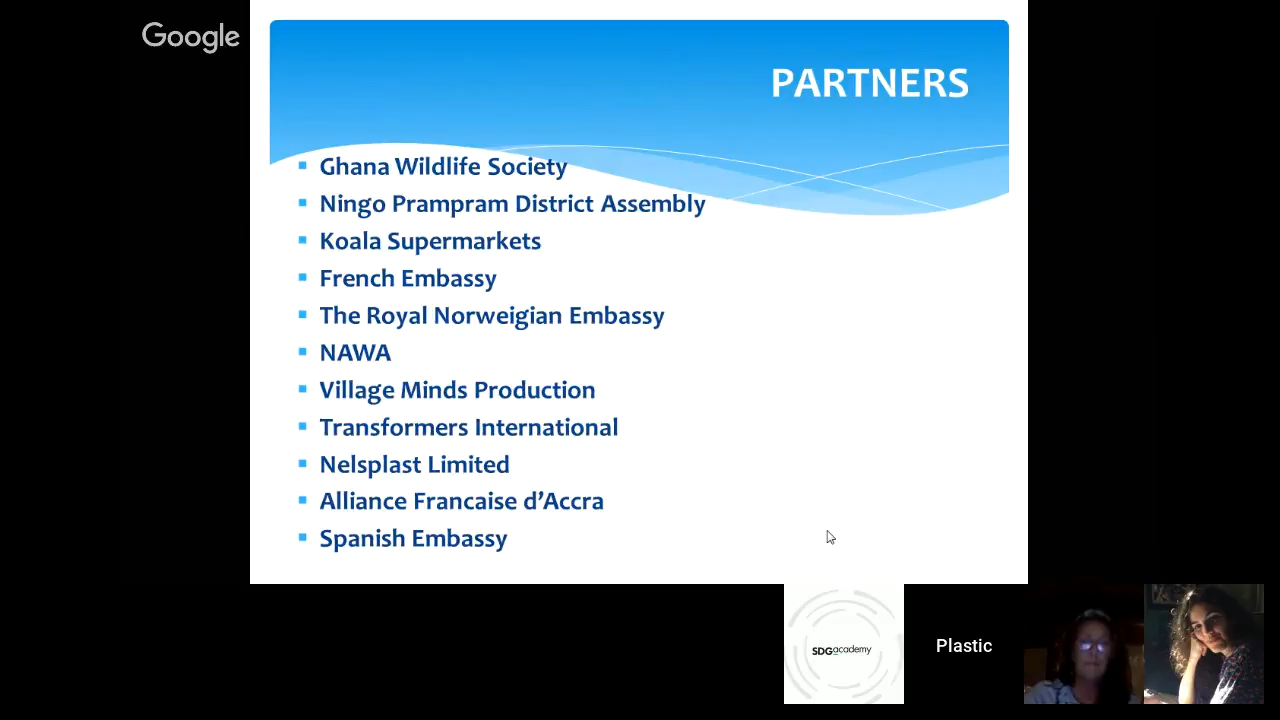 Google
PARTNERS
Ghana Wildlife Society
Ningo Prampram District Assembly
Koala Supermarkets
French Embassy
The Royal Norweigian Embassy
NAWA
Village Minds Production
Transformers International
Nelsplast Limited
Alliance Francaise d’Accra
Spanish Embassy
SDGacademy
Plastic